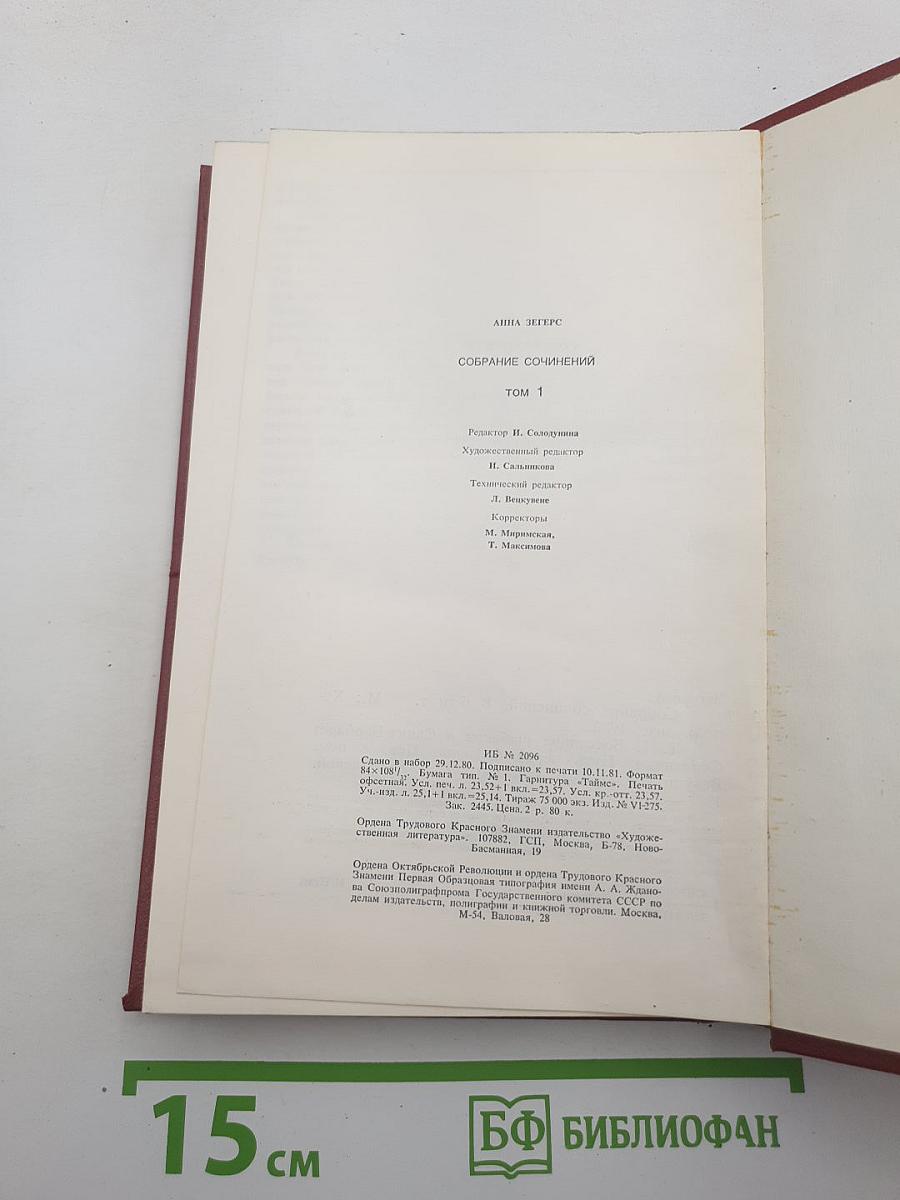 АННА ЗЕГЕРС
СОБРАНИЕ СОЧИНЕНИЙ
ТОМ 1
Редактор И. Солодунина
Художественный редактор
И. Сальникова
Технический редактор
Л. Вецкувене
Корректоры
М. Миримская,
Т. Максимова
ИБ № 2096
Сдано в набор 29.12.80. Подписано к печати 10.11.81. Формат
84×108¹/₃₂. Бумага тип. № 1. Гарнитура «Таймс». Печать
офсетная. Усл. печ. л. 23,52+1 вкл.=23,57. Усл. кр.-отт. 23,57.
Уч.-изд. л. 25,1+1 вкл.=25,14. Тираж 75 000 экз. Изд. № VI-275.
Зак. 2445. Цена 2 р. 80 к.
Ордена Трудового Красного Знамени издательство «Художе-
ственная литература». 107882, ГСП, Москва, Б-78, Ново-
Басманная, 19
Ордена Октябрьской Революции и ордена Трудового Красного
Знамени Первая Образцовая типография имени А. А. Ждано-
ва Союзполиграфпрома Государственного комитета СССР по
делам издательств, полиграфии и книжной торговли. Москва,
М-54, Валовая, 28
15 см
БФ БИБЛИОФАН